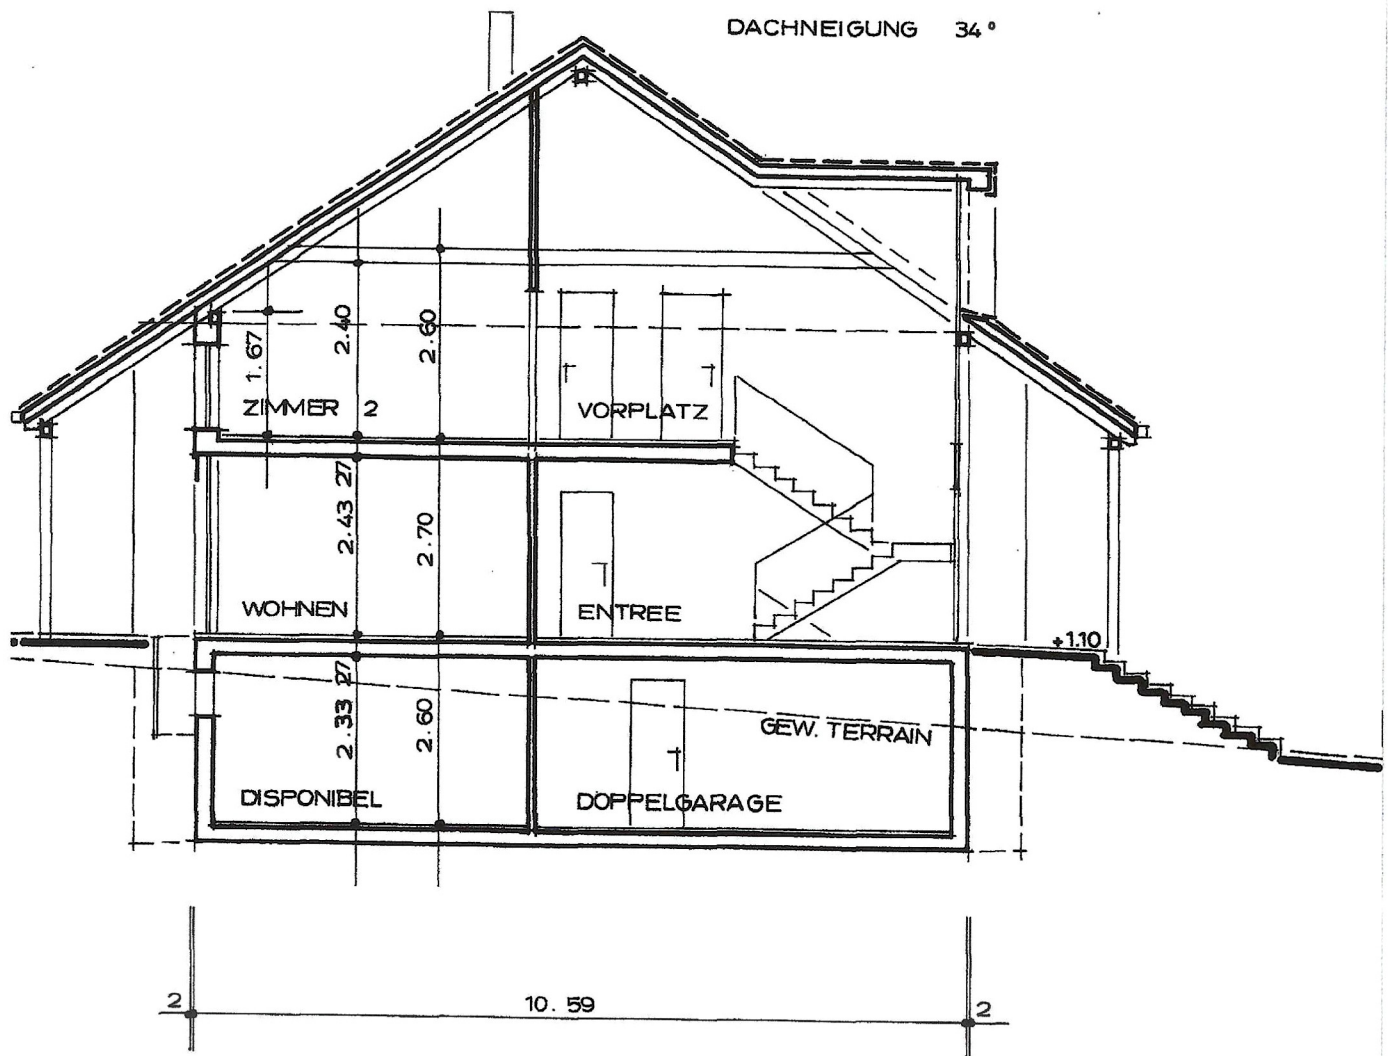 DACHNEIGUNG 34°
1.67
2.40
2.60
ZIMMER 2
VORPLATZ
27
2.43
2.70
WOHNEN
ENTREE
+1.10
27
2.33
2.60
GEW. TERRAIN
DISPONIBEL
DOPPELGARAGE
2
10.59
2